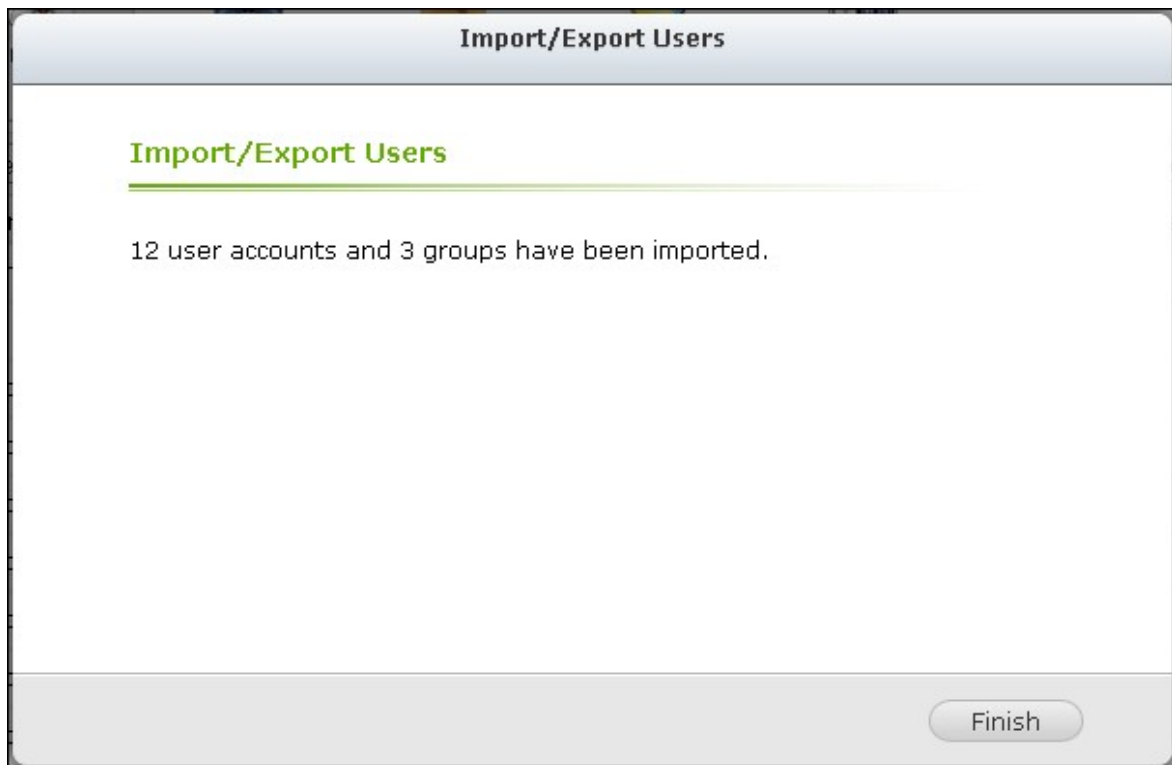 Import/Export Users
Import/Export Users
12 user accounts and 3 groups have been imported.
Finish